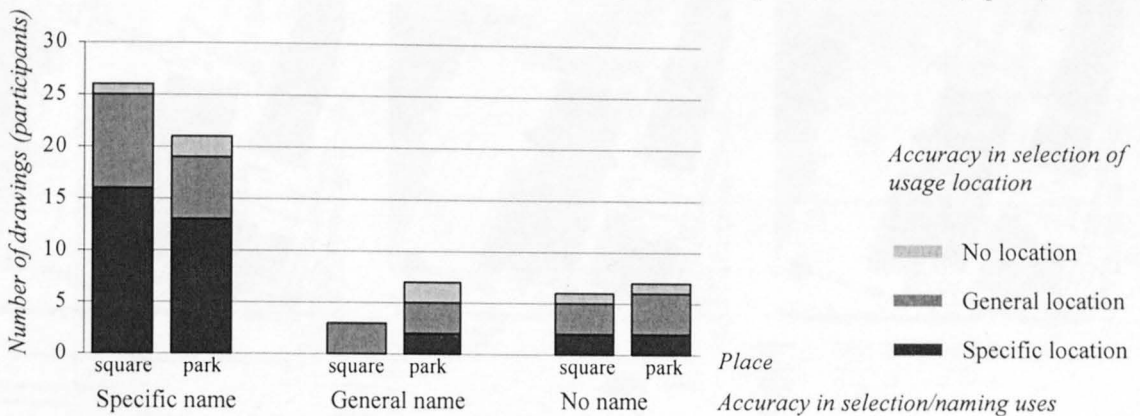 Number of drawings (participants)
30
25
20
15
10
5
0
square park square park square park
Specific name General name No name
Place
Accuracy in selection/naming uses
Accuracy in selection of
usage location
No location
General location
Specific location